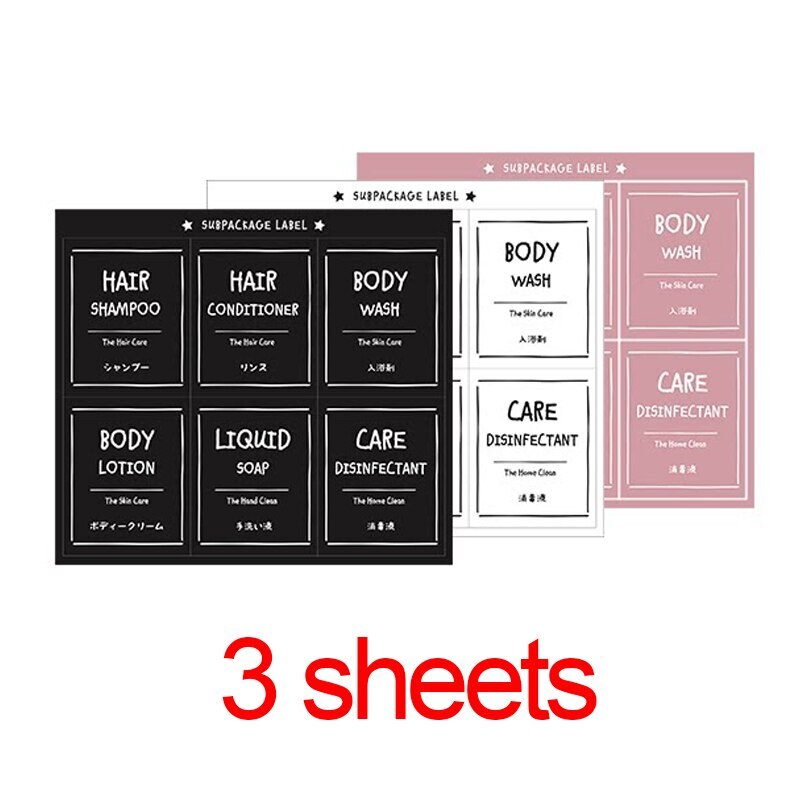 ★ SUBPACKAGE LABEL ★
BODY
WASH
The Skin Care
入浴剤
CARE
DISINFECTANT
The Home Clean
消毒液
★ SUBPACKAGE LABEL ★
BODY
WASH
The Skin Care
入浴剤
CARE
DISINFECTANT
The Home Clean
消毒液
★ SUBPACKAGE LABEL ★
HAIR
SHAMPOO
The Hair Care
シャンプー
HAIR
CONDITIONER
The Hair Care
リンス
BODY
WASH
The Skin Care
入浴剤
BODY
LOTION
The Skin Care
ボディークリーム
LIQUID
SOAP
The Hand Clean
手洗い液
CARE
DISINFECTANT
The Home Clean
消毒液
3 sheets